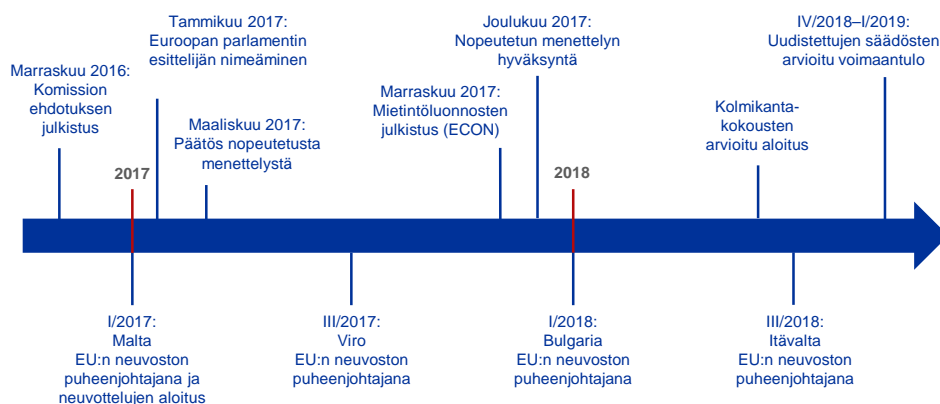 Marraskuu 2016:
Komission
ehdotuksen
julkistus
2017
Tammikuu 2017:
Euroopan parlamentin
esittelijän nimeäminen
Maaliskuu 2017:
Päätös nopeutetusta
menettelystä
Marraskuu 2017:
Mietintöluonnosten
julkistus (ECON)
Joulukuu 2017:
Nopeutetun menettelyn
hyväksyntä
2018
Kolmikanta-
kokousten
arvioitu aloitus
IV/2018–I/2019:
Uudistettujen säädösten
arvioitu voimaantulo
I/2017:
Malta
EU:n neuvoston
puheenjohtajana ja
neuvottelujen aloitus
III/2017:
Viro
EU:n neuvoston
puheenjohtajana
I/2018:
Bulgaria
EU:n neuvoston
puheenjohtajana
III/2018:
Itävalta
EU:n neuvoston
puheenjohtajana